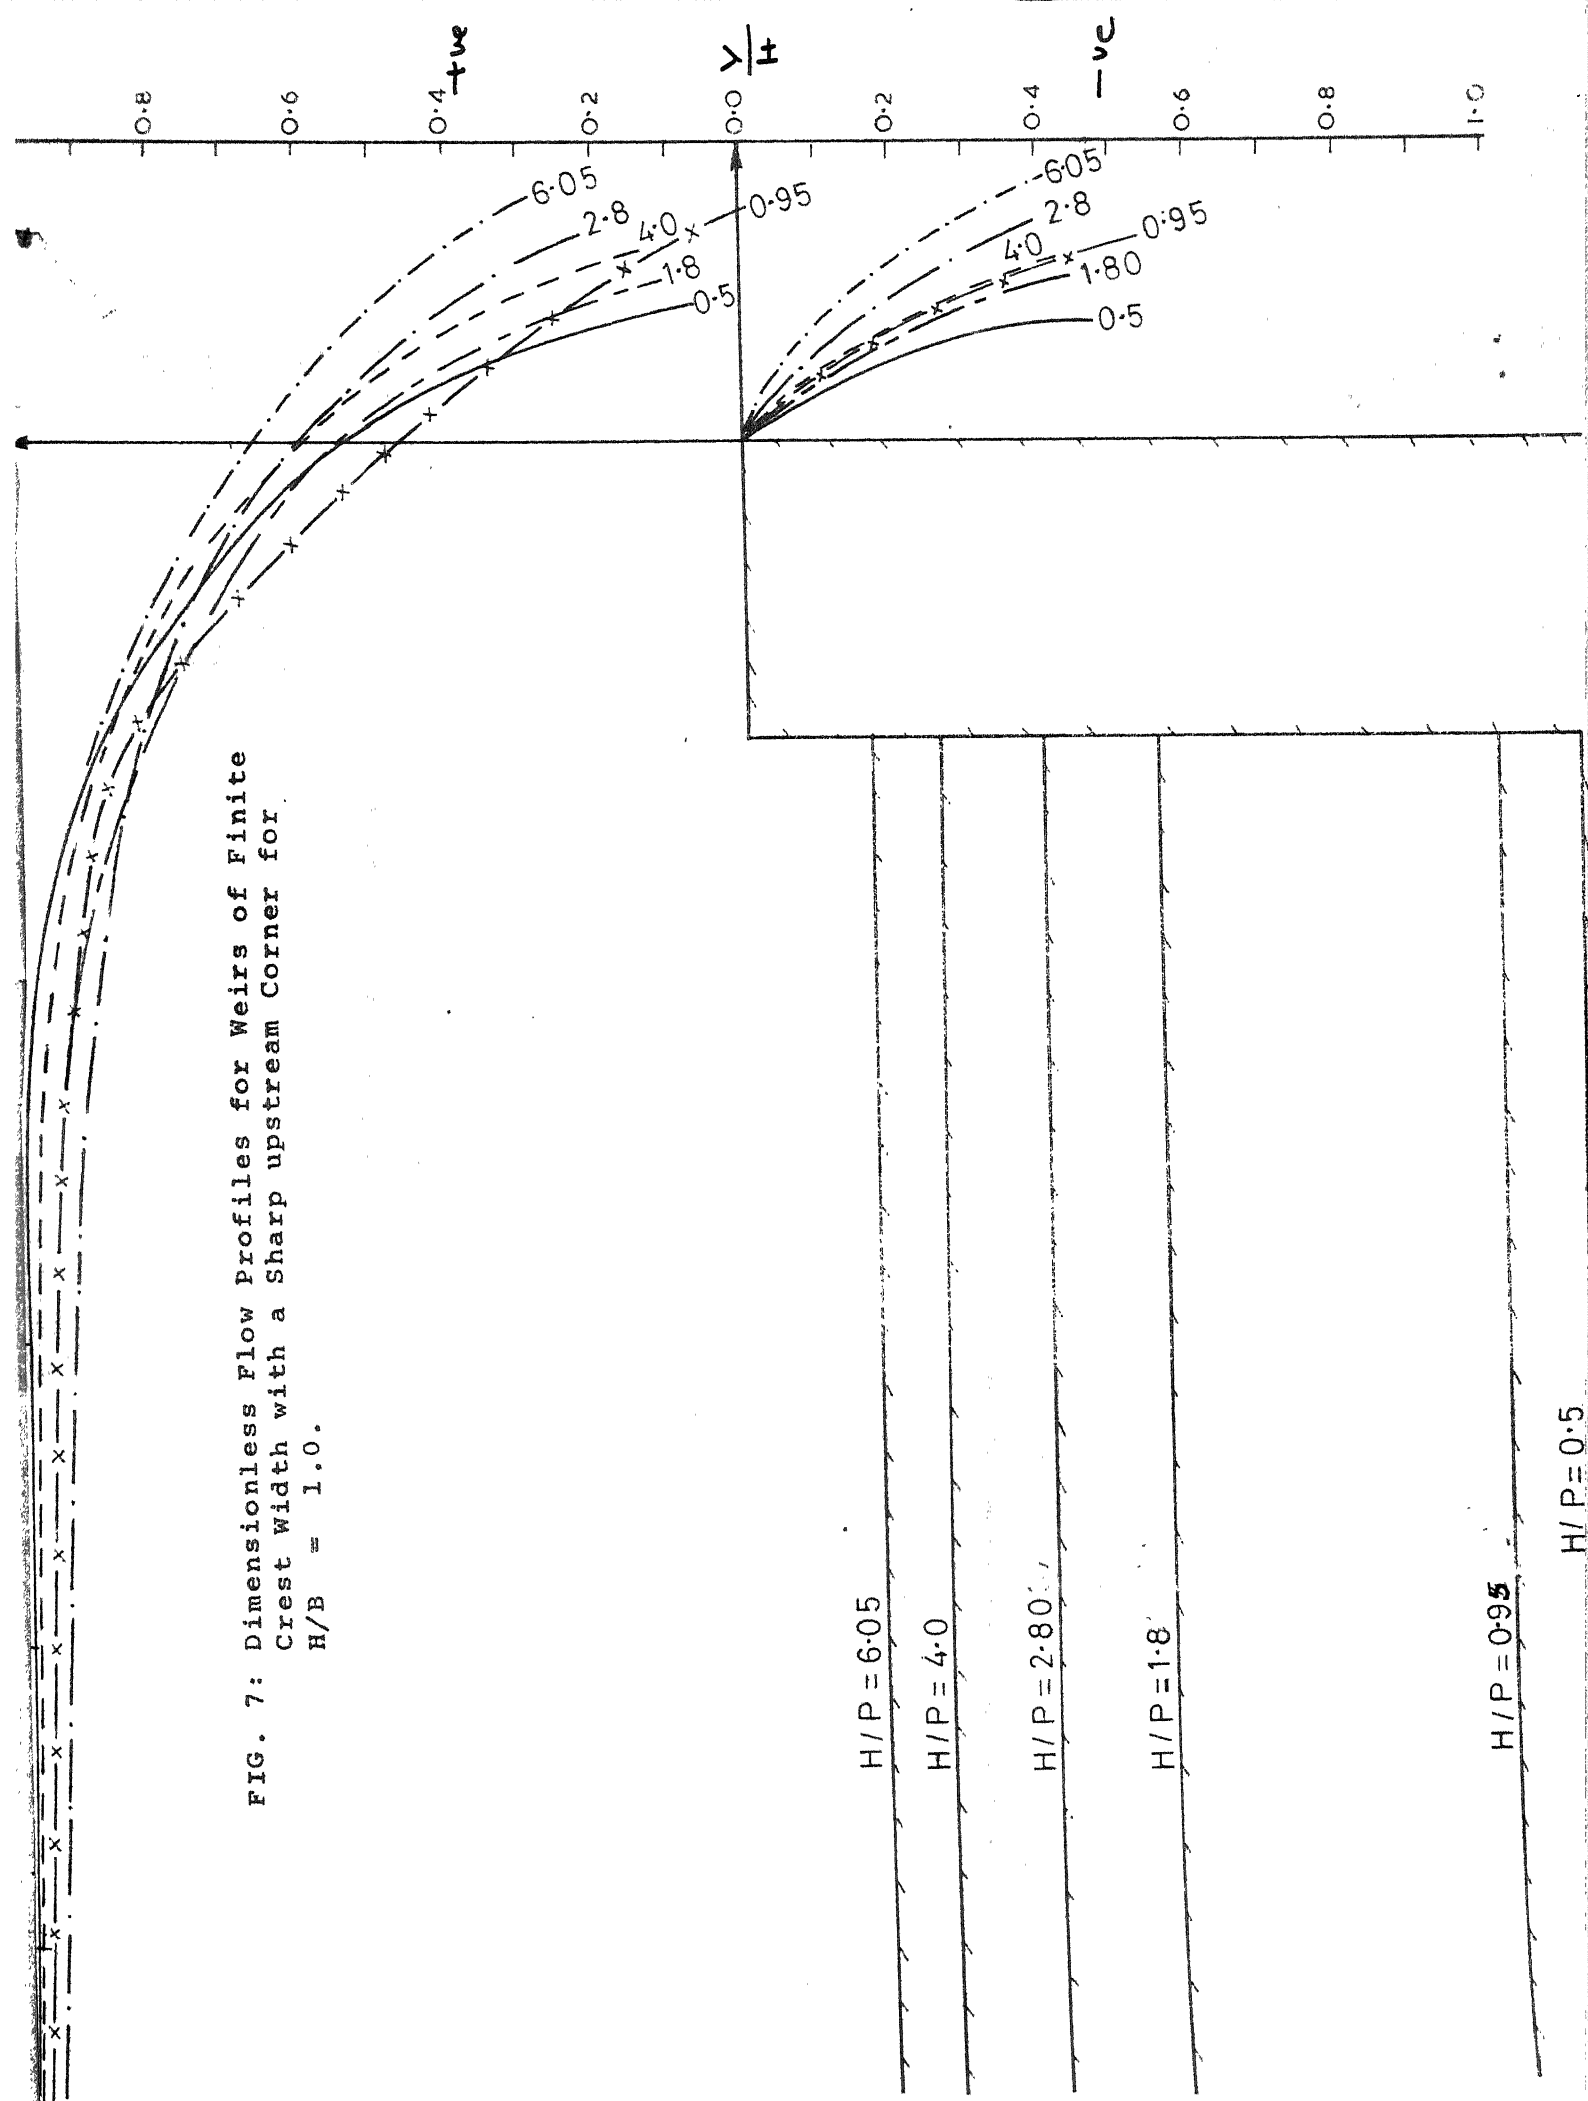 FIG. 7: Dimensionless Flow Profiles for Weirs of Finite
Crest Width with a Sharp upstream Corner for
H/B = 1.0.
+ve
Y/H
-ve
0.8
0.6
0.4
0.2
0.0
0.2
0.4
0.6
0.8
1.0
6.05
2.8
4.0
0.95
1.8
0.5
6.05
2.8
4.0
0.95
1.80
0.5
H/P = 6.05
H/P = 4.0
H/P = 2.80
H/P = 1.8
H/P = 0.95
H/P = 0.5